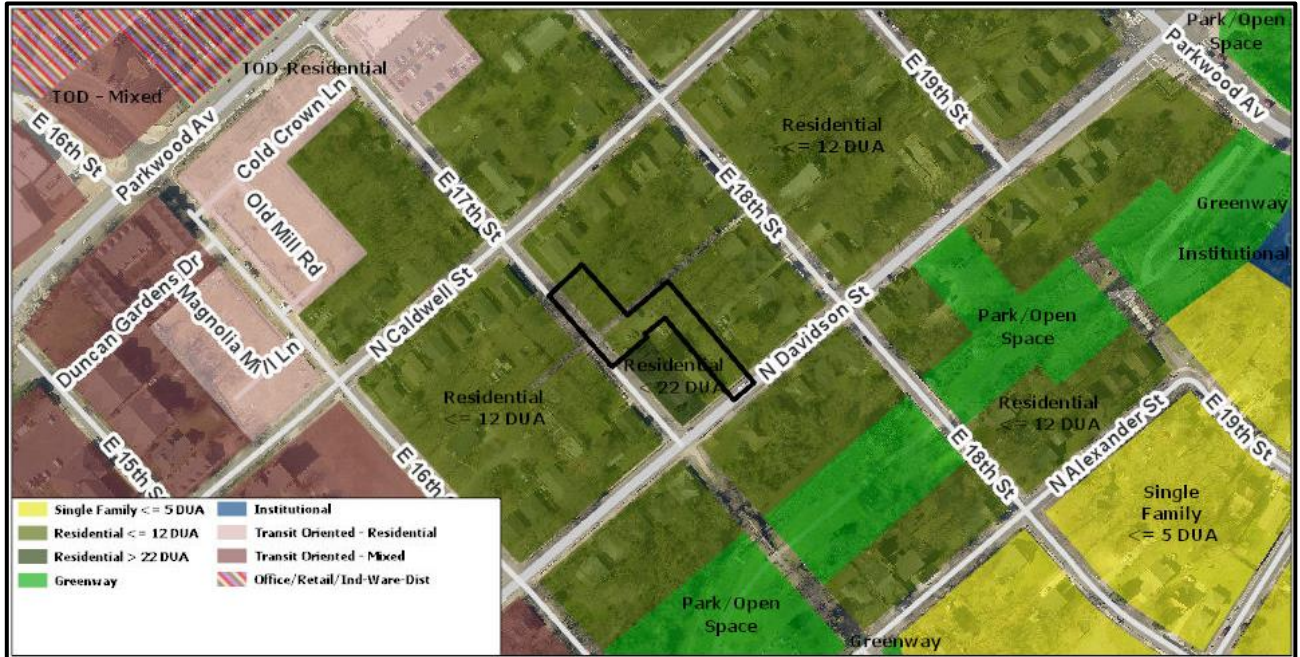 Park/Open
Space
Parkwood Av
TOD-Residential
TOD - Mixed
E 16th St
Parkwood Av
Cold Crown Ln
Old Mill Rd
E 17th St
E 18th St
E 19th St
Residential
<= 12 DUA
Greenway
Institutional
Duncan Gardens Dr
Magnolia Mill Ln
N Caldwell St
N Davidson St
Park/Open
Space
Residential
< 22 DUA
Residential
<= 12 DUA
Residential
<= 12 DUA
E 15th S
E 16th S
E 18th St
N Alexander St
E 19th St
Single
Family
<= 5 DUA
Park/Open
Space
Greenway
Single Family <= 5 DUA
Residential <= 12 DUA
Residential > 22 DUA
Greenway
Institutional
Transit Oriented - Residential
Transit Oriented - Mixed
Office/Retail/Ind-Ware-Dist